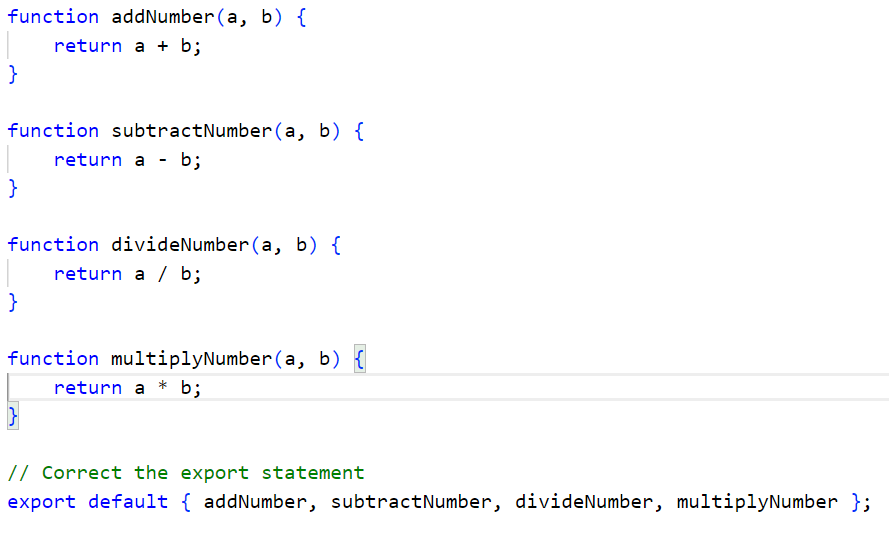 function addNumber(a, b) {
    return a + b;
}
function subtractNumber(a, b) {
    return a - b;
}
function divideNumber(a, b) {
    return a / b;
}
function multiplyNumber(a, b) {
    return a * b;
}
// Correct the export statement
export default { addNumber, subtractNumber, divideNumber, multiplyNumber };